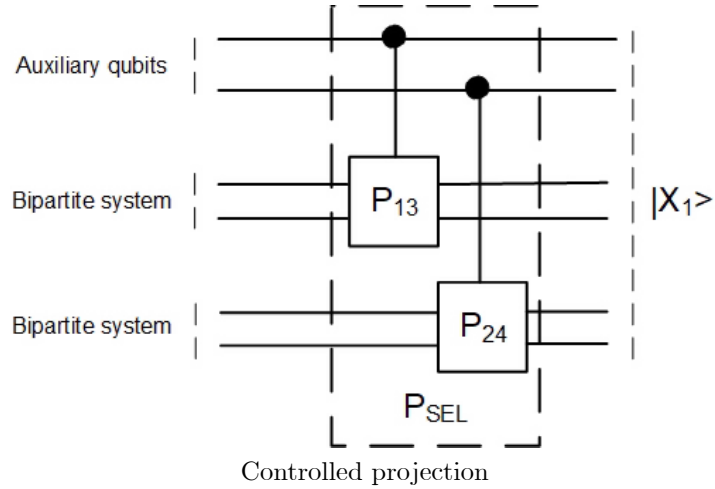 Auxiliary qubits
P13
Bipartite system
|X1>
Bipartite system
P24
PSEL
Controlled projection